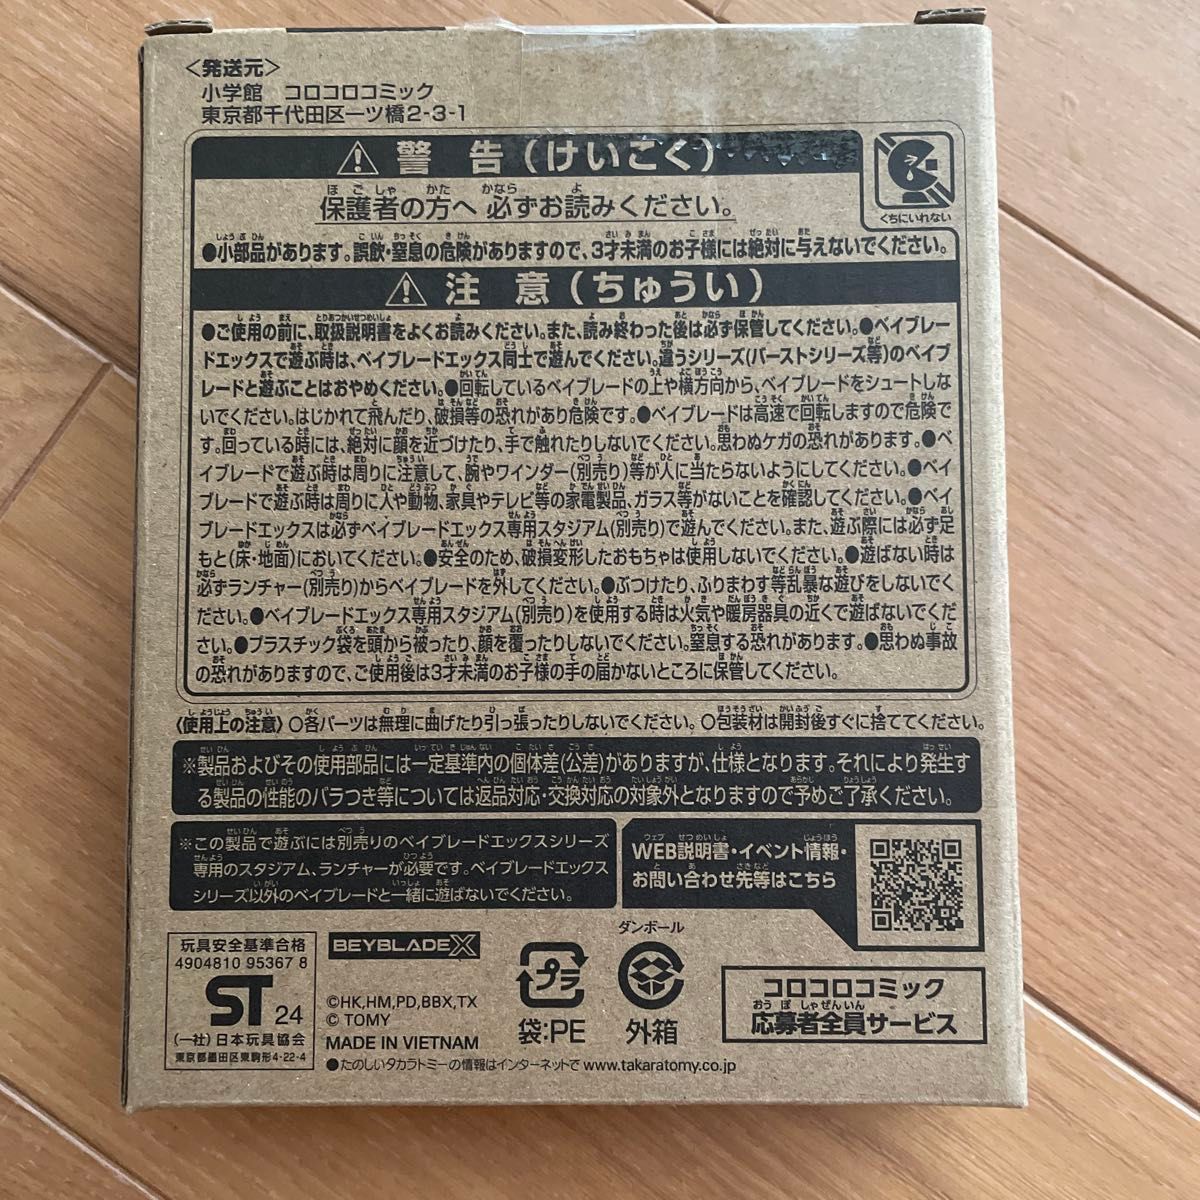 <発送元>
小学館　コロコロコミック
東京都千代田区一ツ橋2-3-1
警　告（けいこく）
くちにいれない
保護者の方へ 必ずお読みください。
●小部品があります。誤飲・窒息の危険がありますので、3才未満のお子様には絶対に与えないでください。
注　意（ちゅうい）
●ご使用の前に、取扱説明書をよくお読みください。また、読み終わった後は必ず保管してください。●ベイブレー
ドエックスで遊ぶ時は、ベイブレードエックス同士で遊んでください。違うシリーズ(バーストシリーズ等)のベイブ
レードと遊ぶことはおやめください。●回転しているベイブレードの上や横方向から、ベイブレードをシュートしな
いでください。はじかれて飛んだり、破損等の恐れがあり危険です。●ベイブレードは高速で回転しますので危険で
す。回っている時には、絶対に顔を近づけたり、手で触れたりしないでください。思わぬケガの恐れがあります。●ベ
イブレードで遊ぶ時は周りに注意して、腕やワインダー(別売り)等が人に当たらないようにしてください。●ベイ
ブレードで遊ぶ時は周りに人や動物、家具やテレビ等の家電製品、ガラス等がないことを確認してください。●ベイ
ブレードエックスは必ずベイブレードエックス専用スタジアム(別売り)で遊んでください。また、遊ぶ際には必ず足
もと(床・地面)においてください。●安全のため、破損変形したおもちゃは使用しないでください。●遊ばない時は
必ずランチャー(別売り)からベイブレードを外してください。●ぶつけたり、ふりまわす等乱暴な遊びをしないでく
ださい。●ベイブレードエックス専用スタジアム(別売り)を使用する時は火気や暖房器具の近くで遊ばないでくだ
さい。●プラスチック袋を頭から被ったり、顔を覆ったりしないでください。窒息する恐れがあります。●思わぬ事故
の恐れがありますので、ご使用後は3才未満のお子様の手の届かないところに保管してください。
〈使用上の注意〉○各パーツは無理に曲げたり引っ張ったりしないでください。○包装材は開封後すぐに捨ててください。
※製品およびその使用部品には一定基準内の個体差(公差)がありますが、仕様となります。それにより発生す
る製品の性能のバラつき等については返品対応・交換対応の対象外となりますので予めご了承ください。
※この製品で遊ぶには別売りのベイブレードエックスシリーズ
専用のスタジアム、ランチャーが必要です。ベイブレードエックス
シリーズ以外のベイブレードと一緒に遊ばないでください。
WEB説明書・イベント情報・
お問い合わせ先等はこちら
玩具安全基準合格
4904810 95367 8
ST 24
(一社)日本玩具協会
東京都墨田区東駒形4-22-4
BEYBLADE X
©HK,HM,PD,BBX,TX
© TOMY
MADE IN VIETNAM
●たのしいタカラトミーの情報はインターネットで www.takaratomy.co.jp
プラ
袋:PE
ダンボール
外箱
コロコロコミック
応募者全員サービス